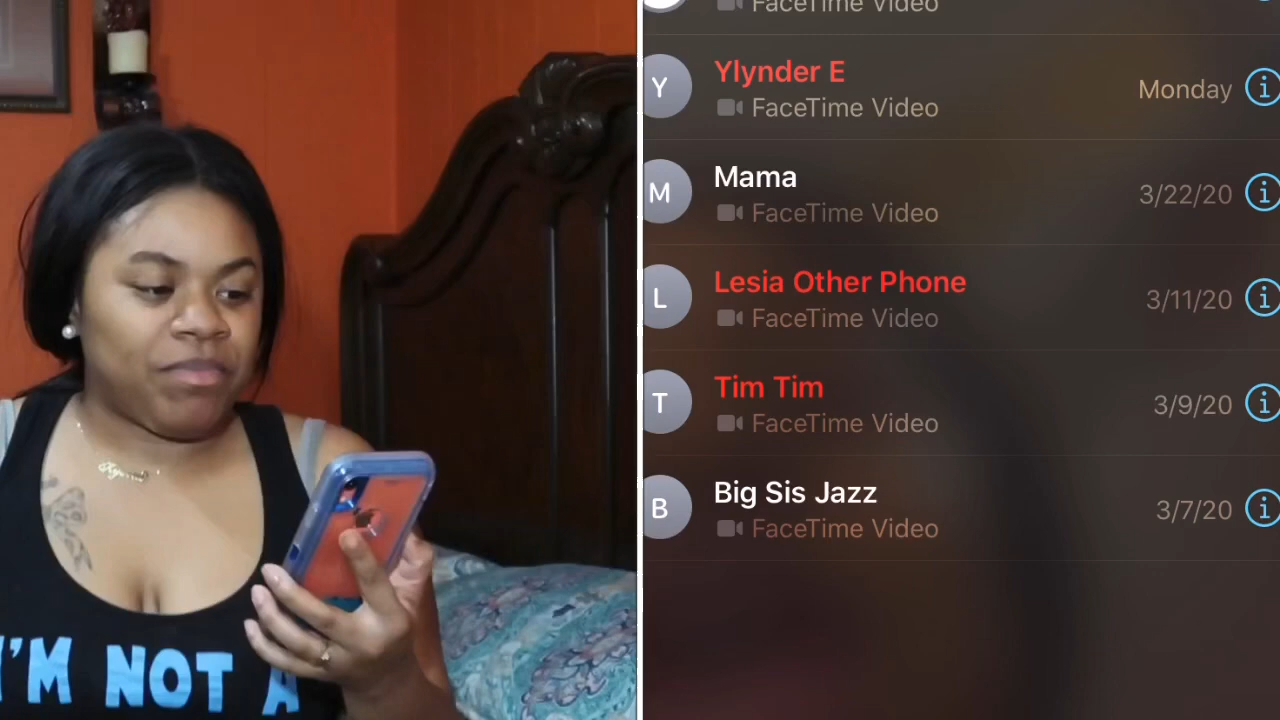 FaceTime Video
Y
Ylynder E
FaceTime Video
Monday
i
M
Mama
FaceTime Video
3/22/20
i
L
Lesia Other Phone
FaceTime Video
3/11/20
i
T
Tim Tim
FaceTime Video
3/9/20
i
B
Big Sis Jazz
FaceTime Video
3/7/20
i
I'M NOT A